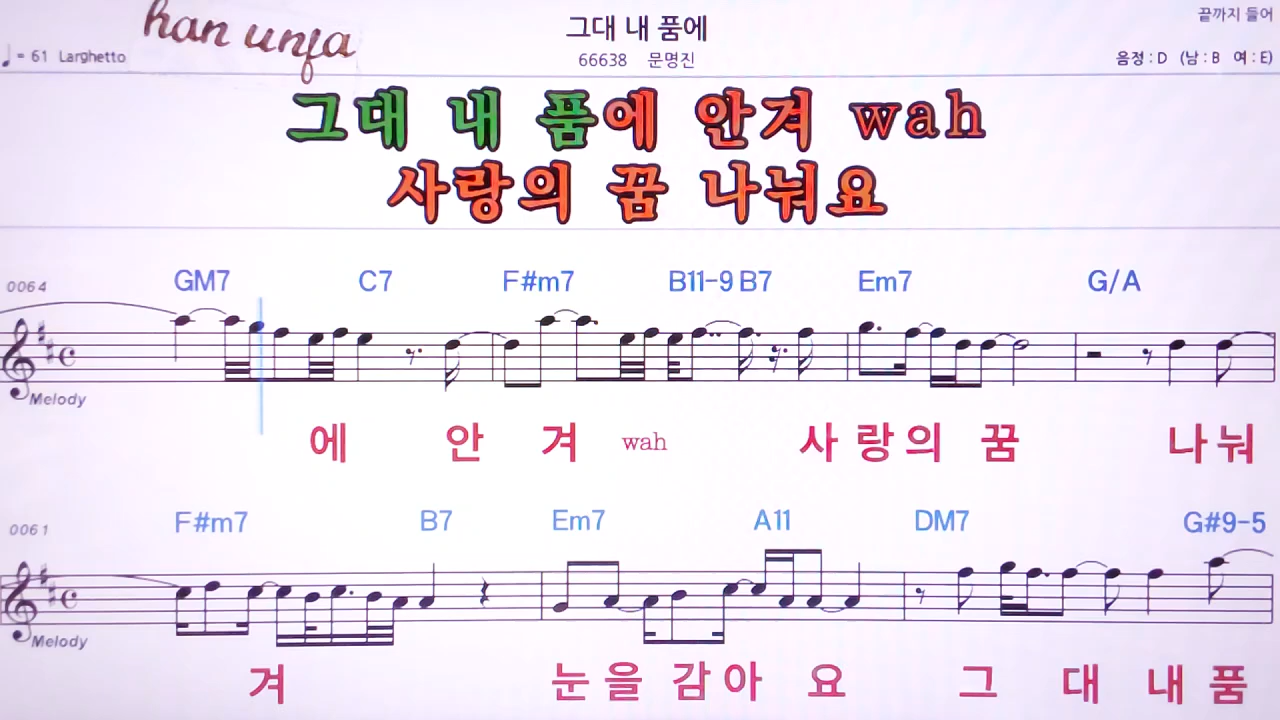 han unja
그대 내 품에
끝까지 들어
♩= 61 Larghetto
66638 문명진
음정 : D (남 : B 여 : E)
그대 내 품에 안겨 wah
사랑의 꿈 나눠요
GM7 C7 F#m7 B11-9 B7 Em7 G/A
0064
Melody
에 안 겨 wah 사 랑의 꿈 나눠
F#m7 B7 Em7 A11 DM7 G#9-5
0061
Melody
겨 눈을 감아 요 그 대 내 품